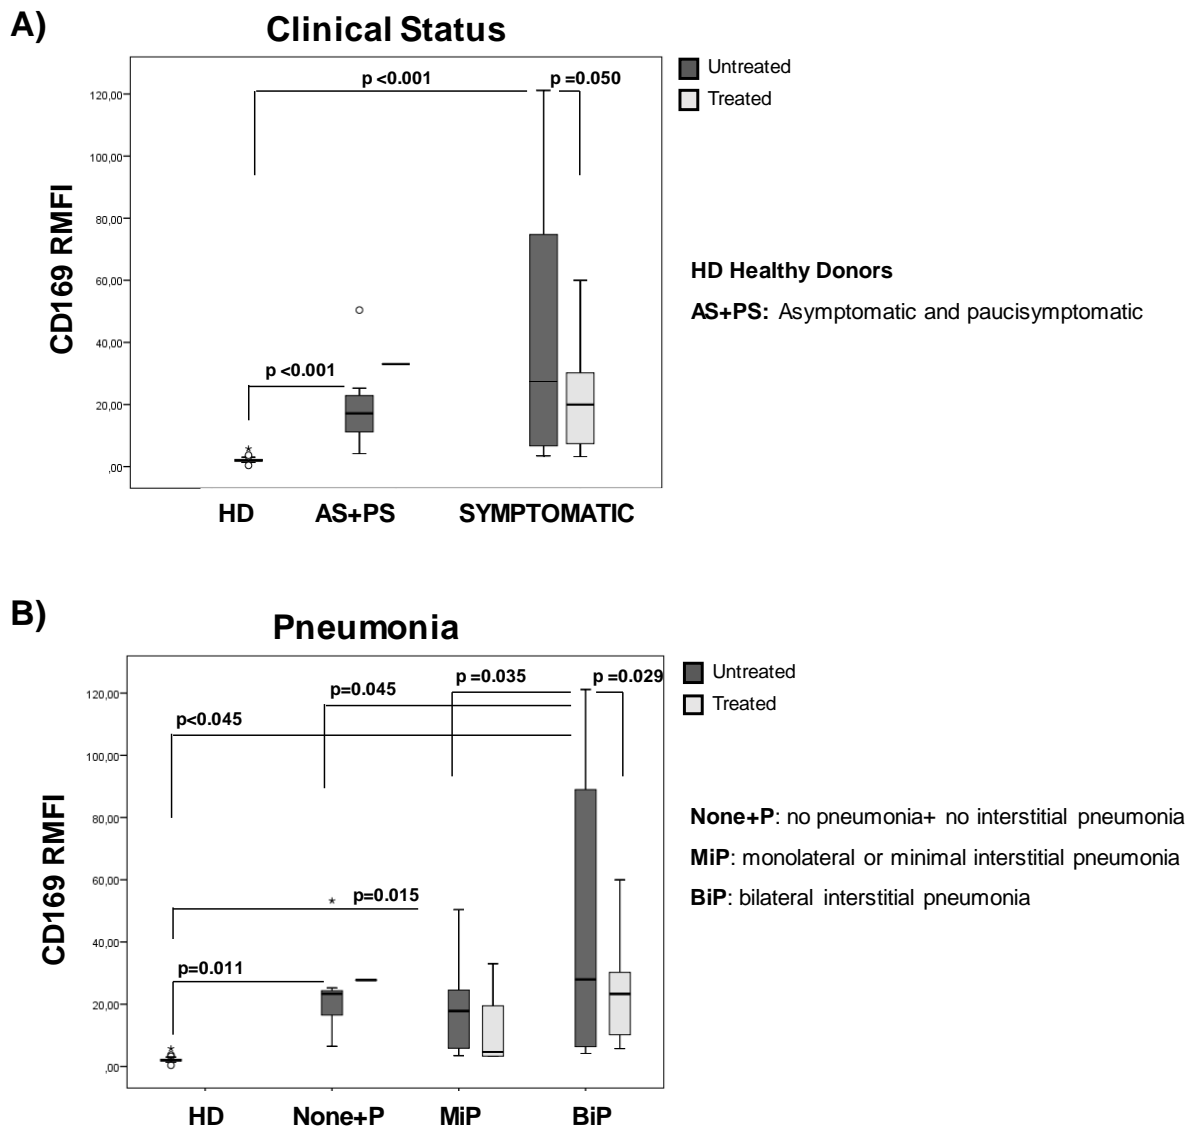 A)
Clinical Status
Untreated
Treated
p <0.001
p =0.050
120,00
100,00
80,00
60,00
40,00
20,00
,00
CD169 RMFI
p <0.001
HD Healthy Donors
AS+PS: Asymptomatic and paucisymptomatic
HD
AS+PS
SYMPTOMATIC
B)
Pneumonia
Untreated
Treated
p=0.045
p =0.035
p =0.029
p<0.045
120,00
100,00
80,00
60,00
40,00
20,00
,00
CD169 RMFI
p=0.015
p=0.011
None+P: no pneumonia+ no interstitial pneumonia
MiP: monolateral or minimal interstitial pneumonia
BiP: bilateral interstitial pneumonia
HD
None+P
MiP
BiP